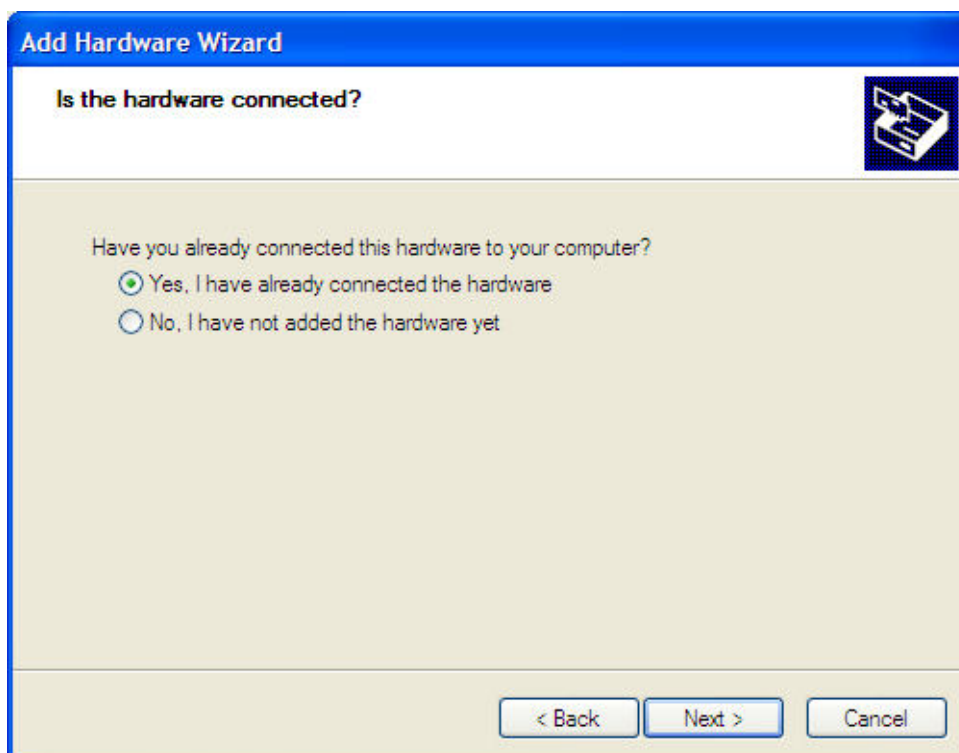 Add Hardware Wizard
Is the hardware connected?
Have you already connected this hardware to your computer?
Yes, I have already connected the hardware
No, I have not added the hardware yet
< Back
Next >
Cancel